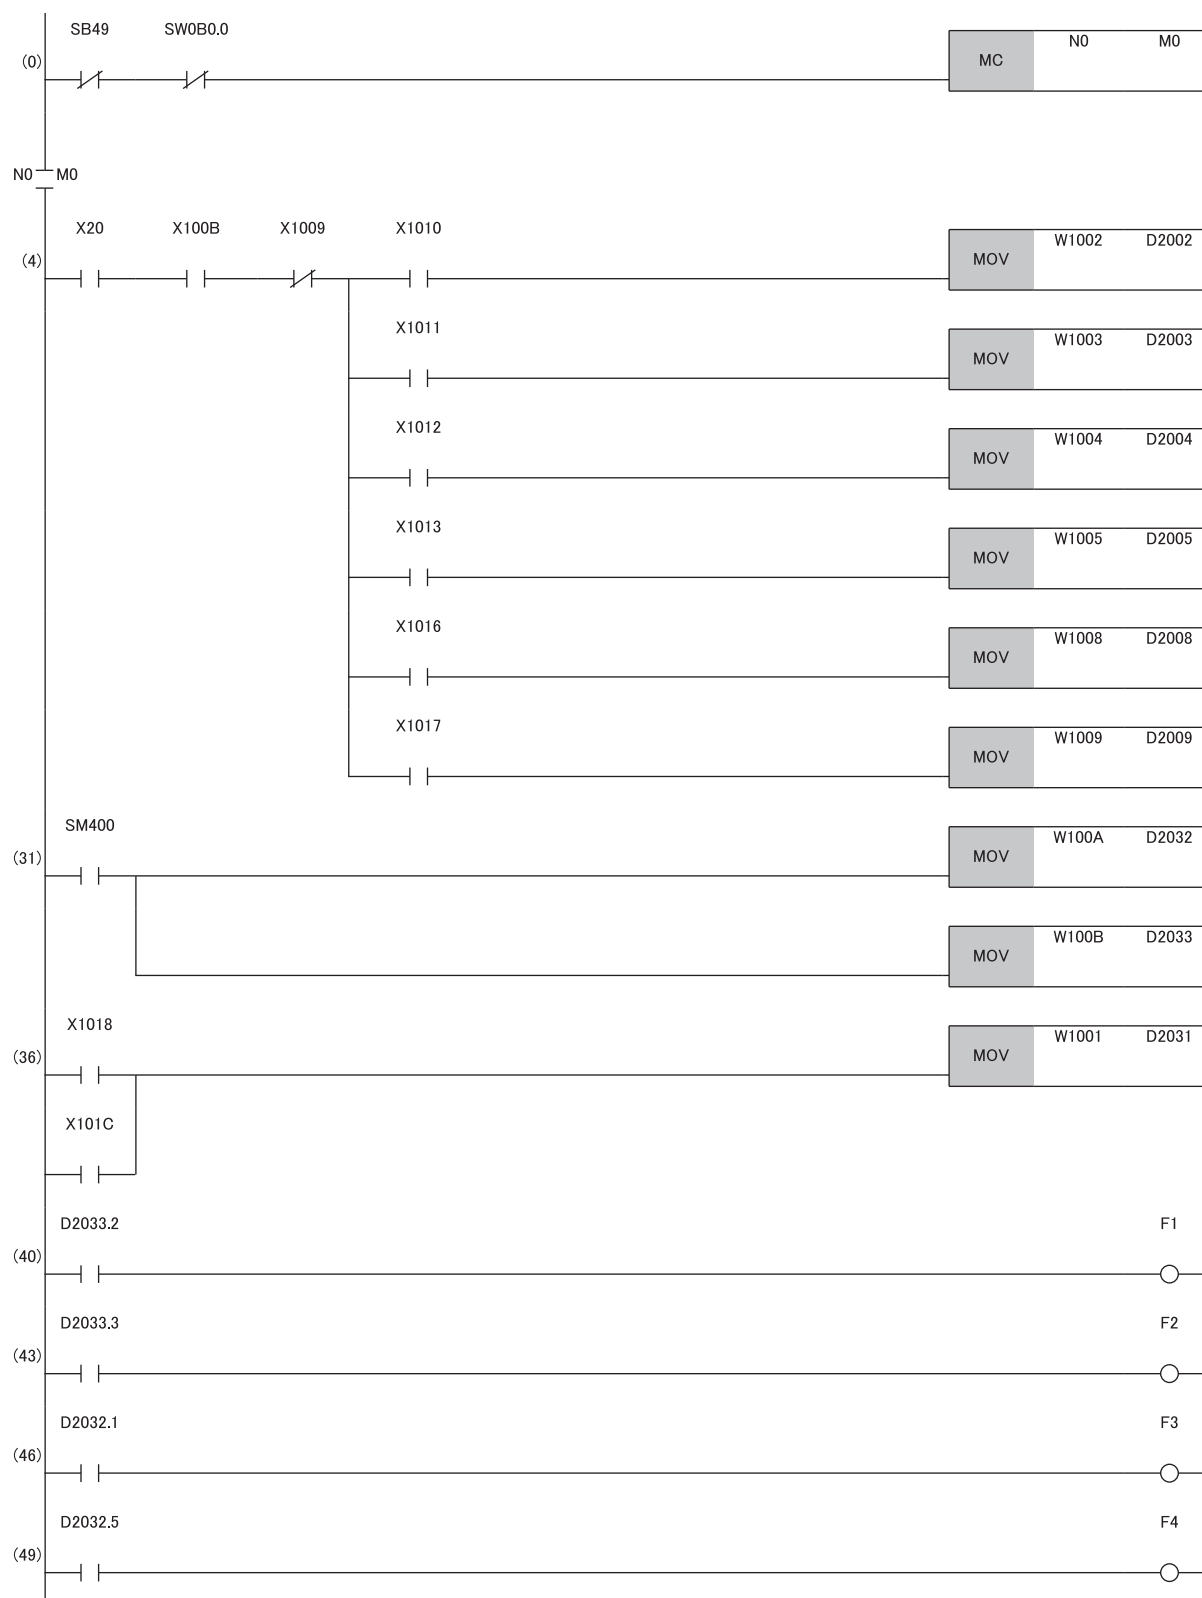 SB49 SW0B0.0
(0) MC N0 M0
N0 M0
X20 X100B X1009 X1010
(4) MOV W1002 D2002
X1011
MOV W1003 D2003
X1012
MOV W1004 D2004
X1013
MOV W1005 D2005
X1016
MOV W1008 D2008
X1017
MOV W1009 D2009
SM400
(31) MOV W100A D2032
MOV W100B D2033
X1018
(36) MOV W1001 D2031
X101C
D2033.2 F1
(40)
D2033.3 F2
(43)
D2032.1 F3
(46)
D2032.5 F4
(49)